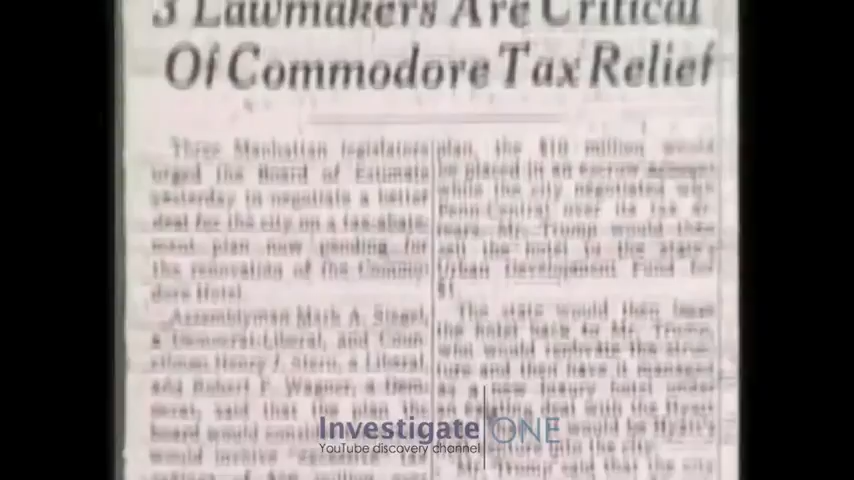 3 Lawmakers Are Critical
Of Commodore Tax Relief
Three Manhattan legislators
urged the Board of Estimate
yesterday to negotiate a better
deal for the city on a tax-abate-
ment plan now pending for
the renovation of the Commo-
dore Hotel.
Assemblyman Mark A. Siegel,
a Democrat-Liberal, and Coun-
cilman Henry J. Stern, a Liberal
and Robert F. Wagner, a Dem-
ocrat, said that the plan the
board would
would involve
plan, the $10 million would
be placed in an escrow account
while the city negotiated with
Penn-Central over its tax ar-
rears. Mr. Trump would then
sell the hotel to the state's
Urban Development Fund for
$1.
The state would then lease
the hotel back to Mr. Trump,
who would renovate the struc-
ture and then have it managed
as a new luxury hotel under
deal with the Hyatt
would be Hyatt's
into the city.
Mr. Trump said that the city
Investigate ONE
YouTube discovery channel